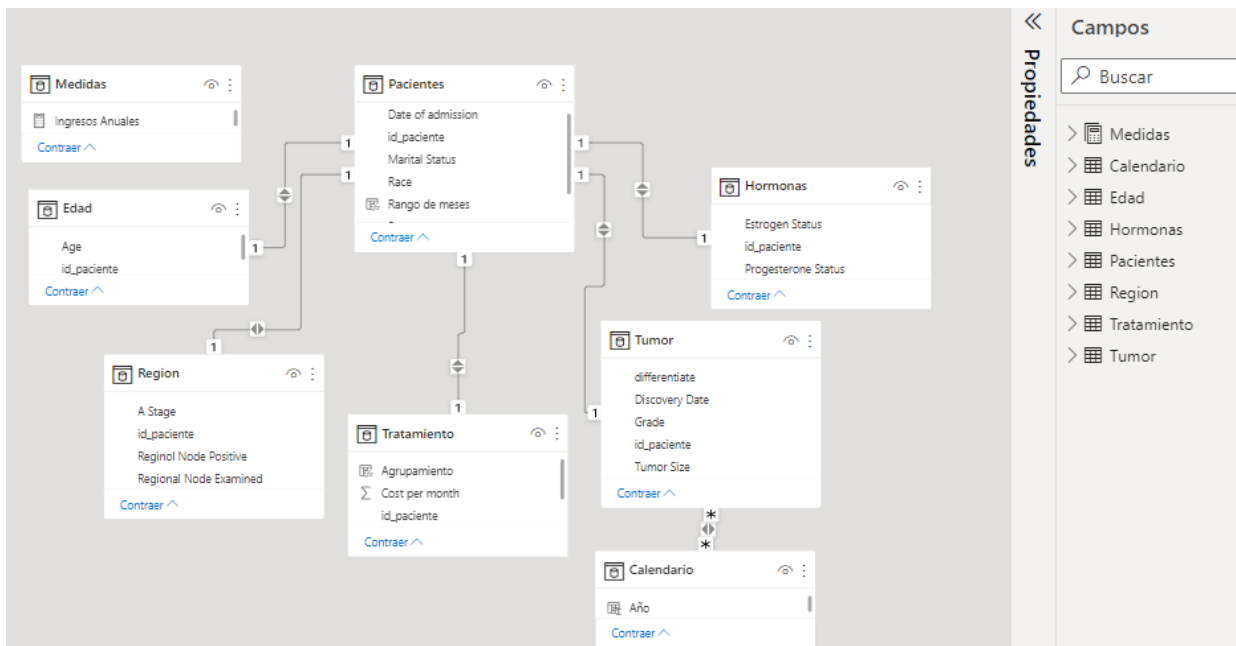 Medidas
Ingresos Anuales
Contraer
Pacientes
Date of admission
id_paciente
Marital Status
Race
Rango de meses
Contraer
1
1
1
1
1
Edad
Age
id_paciente
Contraer
1
Hormonas
Estrogen Status
id_paciente
Progesterone Status
Contraer
1
Region
A Stage
id_paciente
Reginol Node Positive
Regional Node Examined
Contraer
1
Tratamiento
Agrupamiento
Cost per month
id_paciente
Contraer
1
Tumor
differentiate
Discovery Date
Grade
id_paciente
Tumor Size
Contraer
1
*
*
Calendario
Año
Contraer
Propiedades
Campos
Buscar
Medidas
Calendario
Edad
Hormonas
Pacientes
Region
Tratamiento
Tumor